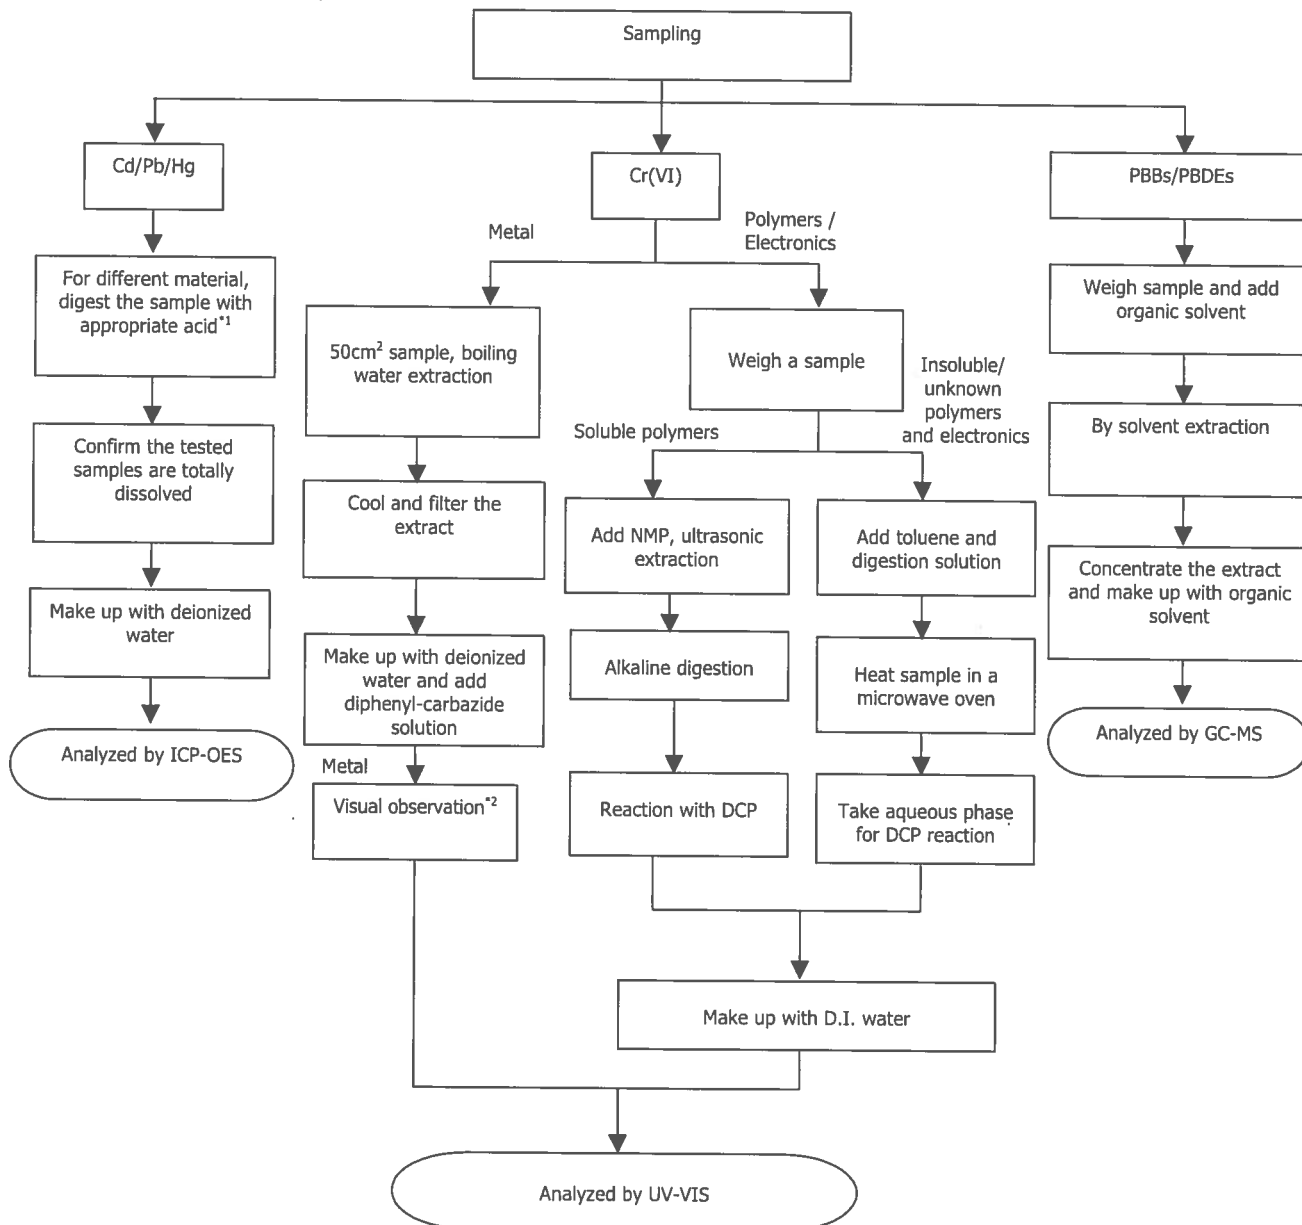 Sampling
Cd/Pb/Hg
Cr(VI)
PBBs/PBDEs
Metal
Polymers /
Electronics
For different material,
digest the sample with
appropriate acid*1
Weigh sample and add
organic solvent
50cm² sample, boiling
water extraction
Weigh a sample
Insoluble/
unknown
polymers
and electronics
Soluble polymers
By solvent extraction
Confirm the tested
samples are totally
dissolved
Cool and filter the
extract
Add NMP, ultrasonic
extraction
Add toluene and
digestion solution
Concentrate the extract
and make up with organic
solvent
Make up with deionized
water
Make up with deionized
water and add
diphenyl-carbazide
solution
Alkaline digestion
Heat sample in a
microwave oven
Analyzed by ICP-OES
Analyzed by GC-MS
Metal
Visual observation*2
Reaction with DCP
Take aqueous phase
for DCP reaction
Make up with D.I. water
Analyzed by UV-VIS